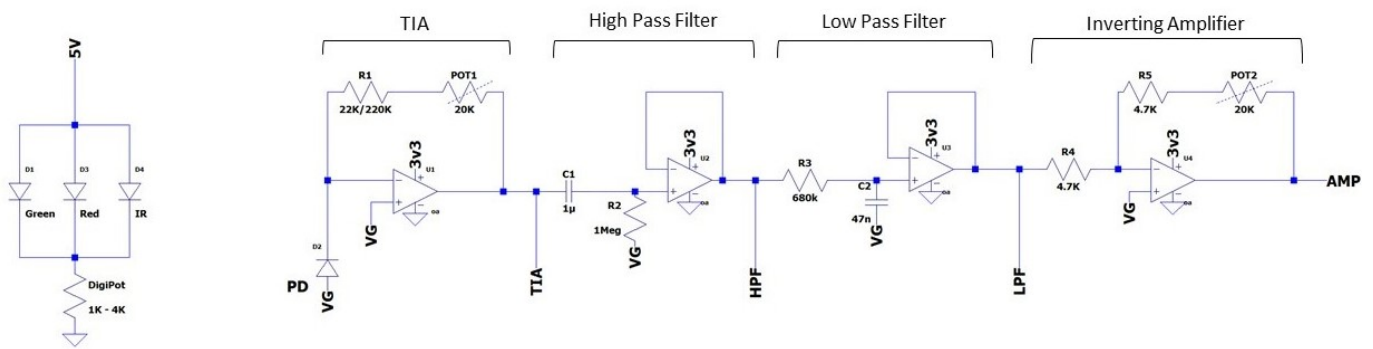 TIA
High Pass Filter
Low Pass Filter
Inverting Amplifier
5V
D1
D3
D4
Green
Red
IR
DigiPot
1K - 4K
R1
22K/220K
POT1
20K
3v3
U1
VG
D2
PD
VG
TIA
C1
1µ
R2
1Meg
VG
3v3
U2
HPF
R3
680k
C2
47n
VG
3v3
U3
LPF
R4
4.7K
R5
4.7K
POT2
20K
3v3
U4
VG
AMP